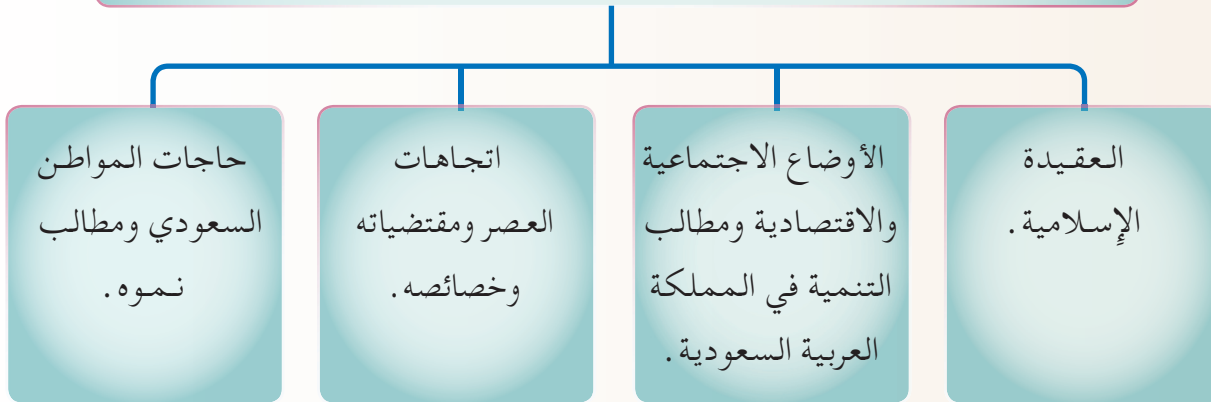 العقيدة
الإسلامية.
الأوضاع الاجتماعية
والاقتصادية ومطالب
التنمية في المملكة
العربية السعودية.
اتجاهات
العصر ومقتضياته
وخصائصه.
حاجات المواطن
السعودي ومطالب
نموه.